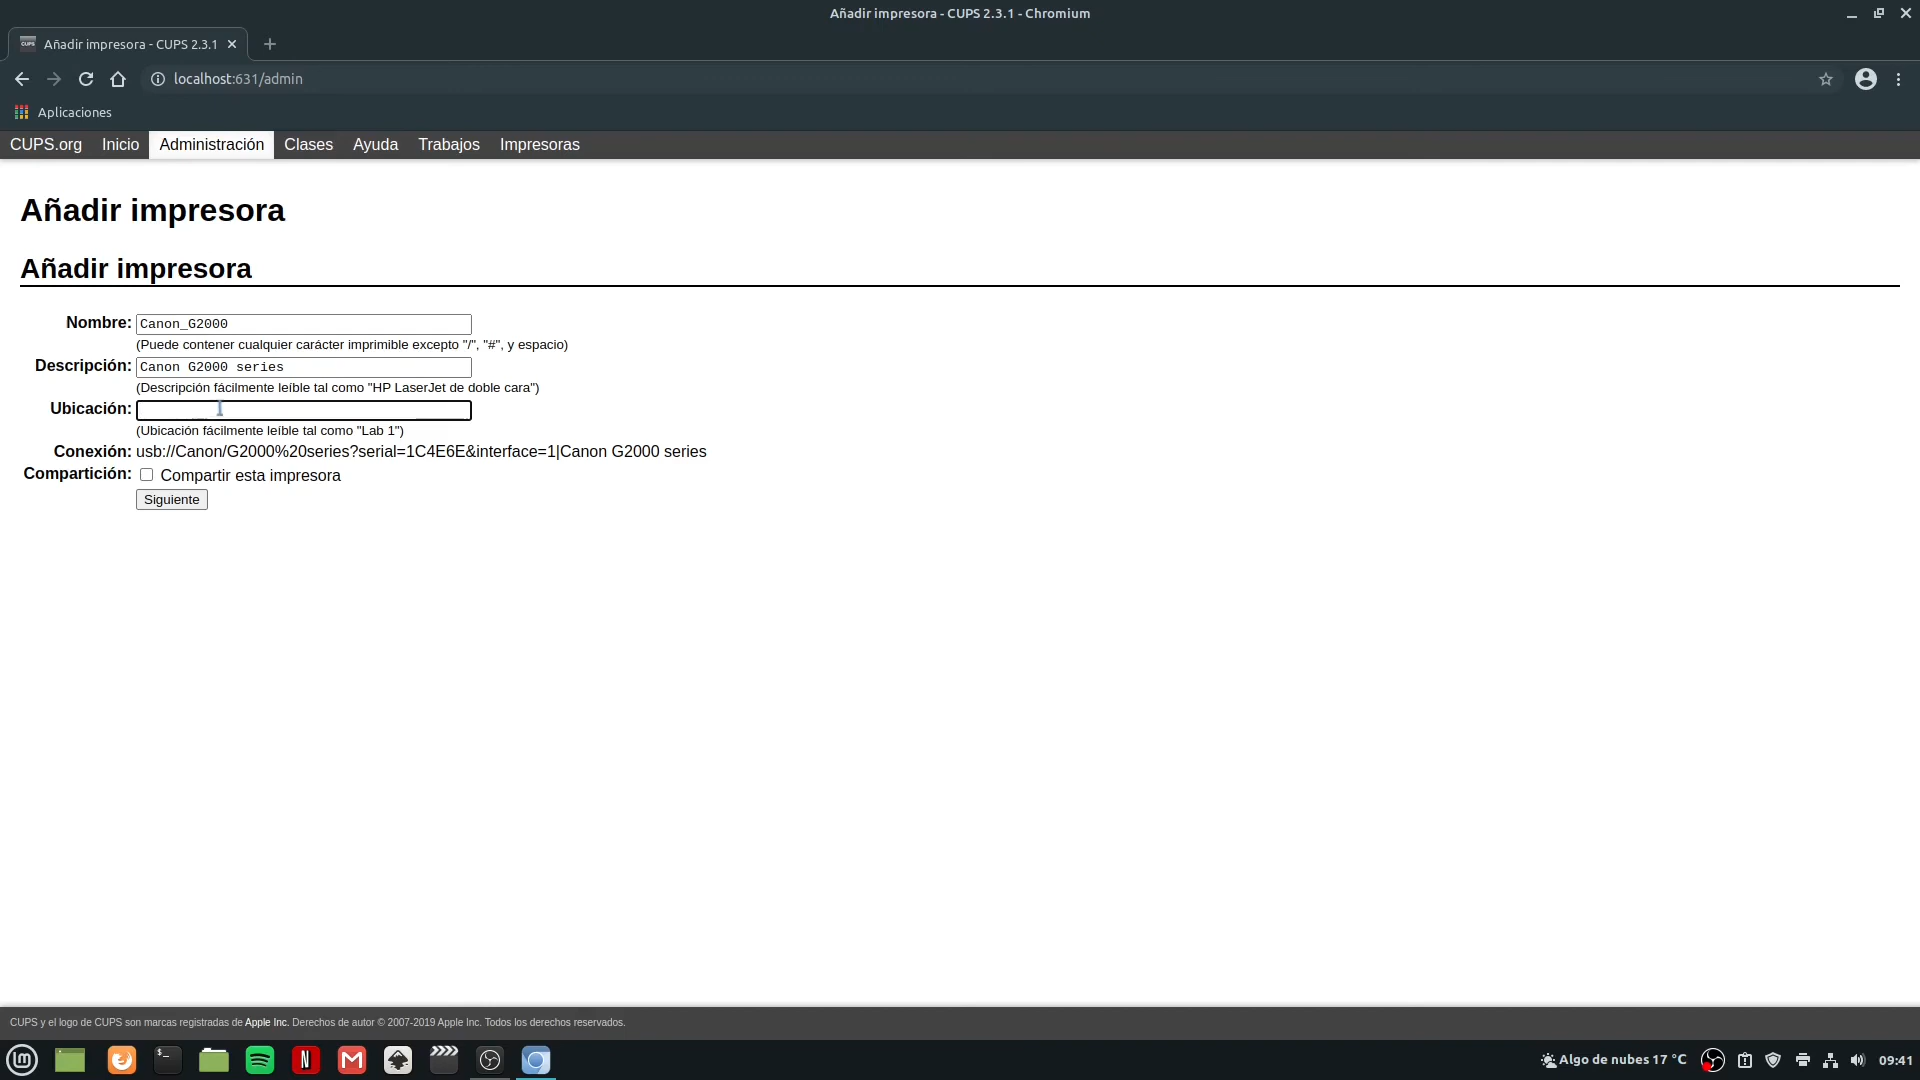 Añadir impresora - CUPS 2.3.1 - Chromium
CUPS Añadir impresora - CUPS 2.3.1
localhost:631/admin
Aplicaciones
CUPS.org Inicio Administración Clases Ayuda Trabajos Impresoras
Añadir impresora
Añadir impresora
Nombre: Canon_G2000
(Puede contener cualquier carácter imprimible excepto "/", "#", y espacio)
Descripción: Canon G2000 series
(Descripción fácilmente leíble tal como "HP LaserJet de doble cara")
Ubicación:
(Ubicación fácilmente leíble tal como "Lab 1")
Conexión: usb://Canon/G2000%20series?serial=1C4E6E&interface=1|Canon G2000 series
Compartición: Compartir esta impresora
Siguiente
CUPS y el logo de CUPS son marcas registradas de Apple Inc. Derechos de autor © 2007-2019 Apple Inc. Todos los derechos reservados.
Algo de nubes 17 °C 09:41